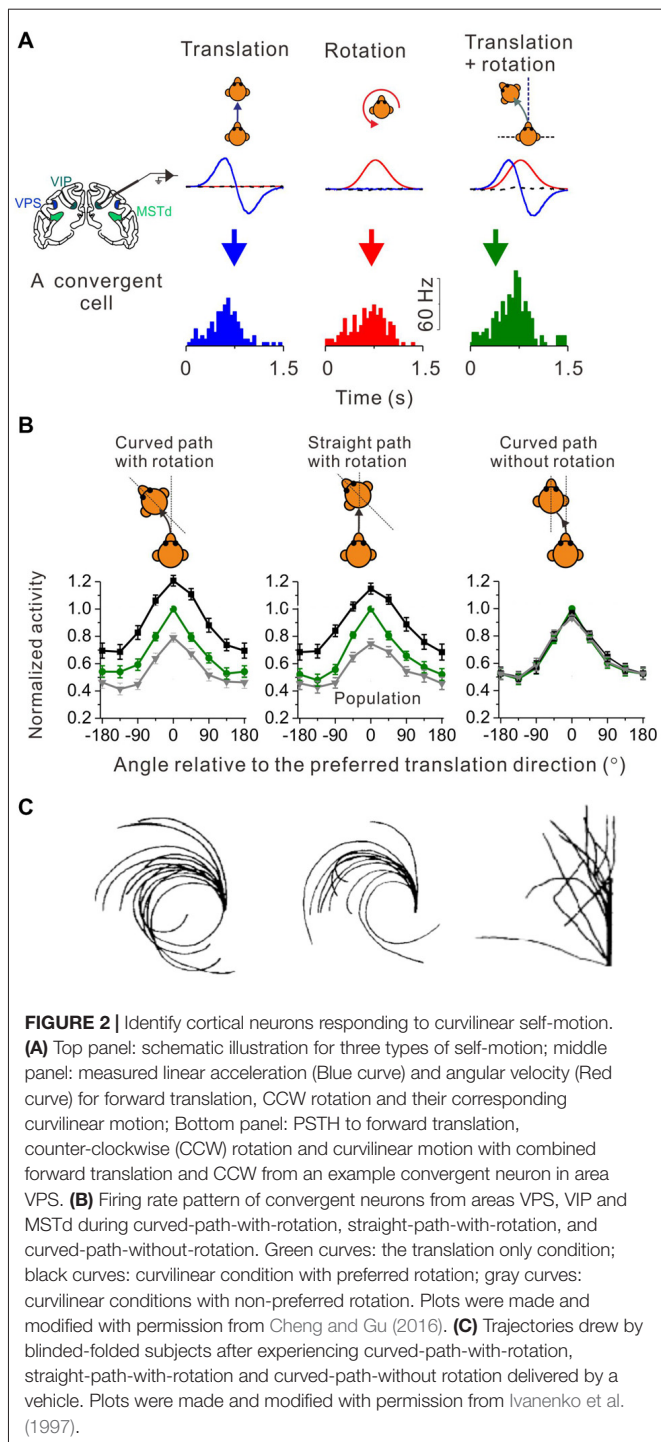 A
Translation
Rotation
Translation
+ rotation
VIP
VPS
MSTd
A convergent
cell
60 Hz
0 1.5
0 1.5
0 1.5
Time (s)
B
Curved path
with rotation
Straight path
with rotation
Curved path
without rotation
Normalized activity
1.2
1.0
0.8
0.6
0.4
0.2
-180 -90 0 90 180
1.2
1.0
0.8
0.6
0.4
0.2
Population
-180 -90 0 90 180
1.2
1.0
0.8
0.6
0.4
0.2
-180 -90 0 90 180
Angle relative to the preferred translation direction (°)
C
FIGURE 2 | Identify cortical neurons responding to curvilinear self-motion.
(A) Top panel: schematic illustration for three types of self-motion; middle
panel: measured linear acceleration (Blue curve) and angular velocity (Red
curve) for forward translation, CCW rotation and their corresponding
curvilinear motion; Bottom panel: PSTH to forward translation,
counter-clockwise (CCW) rotation and curvilinear motion with combined
forward translation and CCW from an example convergent neuron in area
VPS. (B) Firing rate pattern of convergent neurons from areas VPS, VIP and
MSTd during curved-path-with-rotation, straight-path-with-rotation, and
curved-path-without-rotation. Green curves: the translation only condition;
black curves: curvilinear condition with preferred rotation; gray curves:
curvilinear conditions with non-preferred rotation. Plots were made and
modified with permission from Cheng and Gu (2016). (C) Trajectories drew by
blinded-folded subjects after experiencing curved-path-with-rotation,
straight-path-with-rotation and curved-path-without rotation delivered by a
vehicle. Plots were made and modified with permission from Ivanenko et al.
(1997).